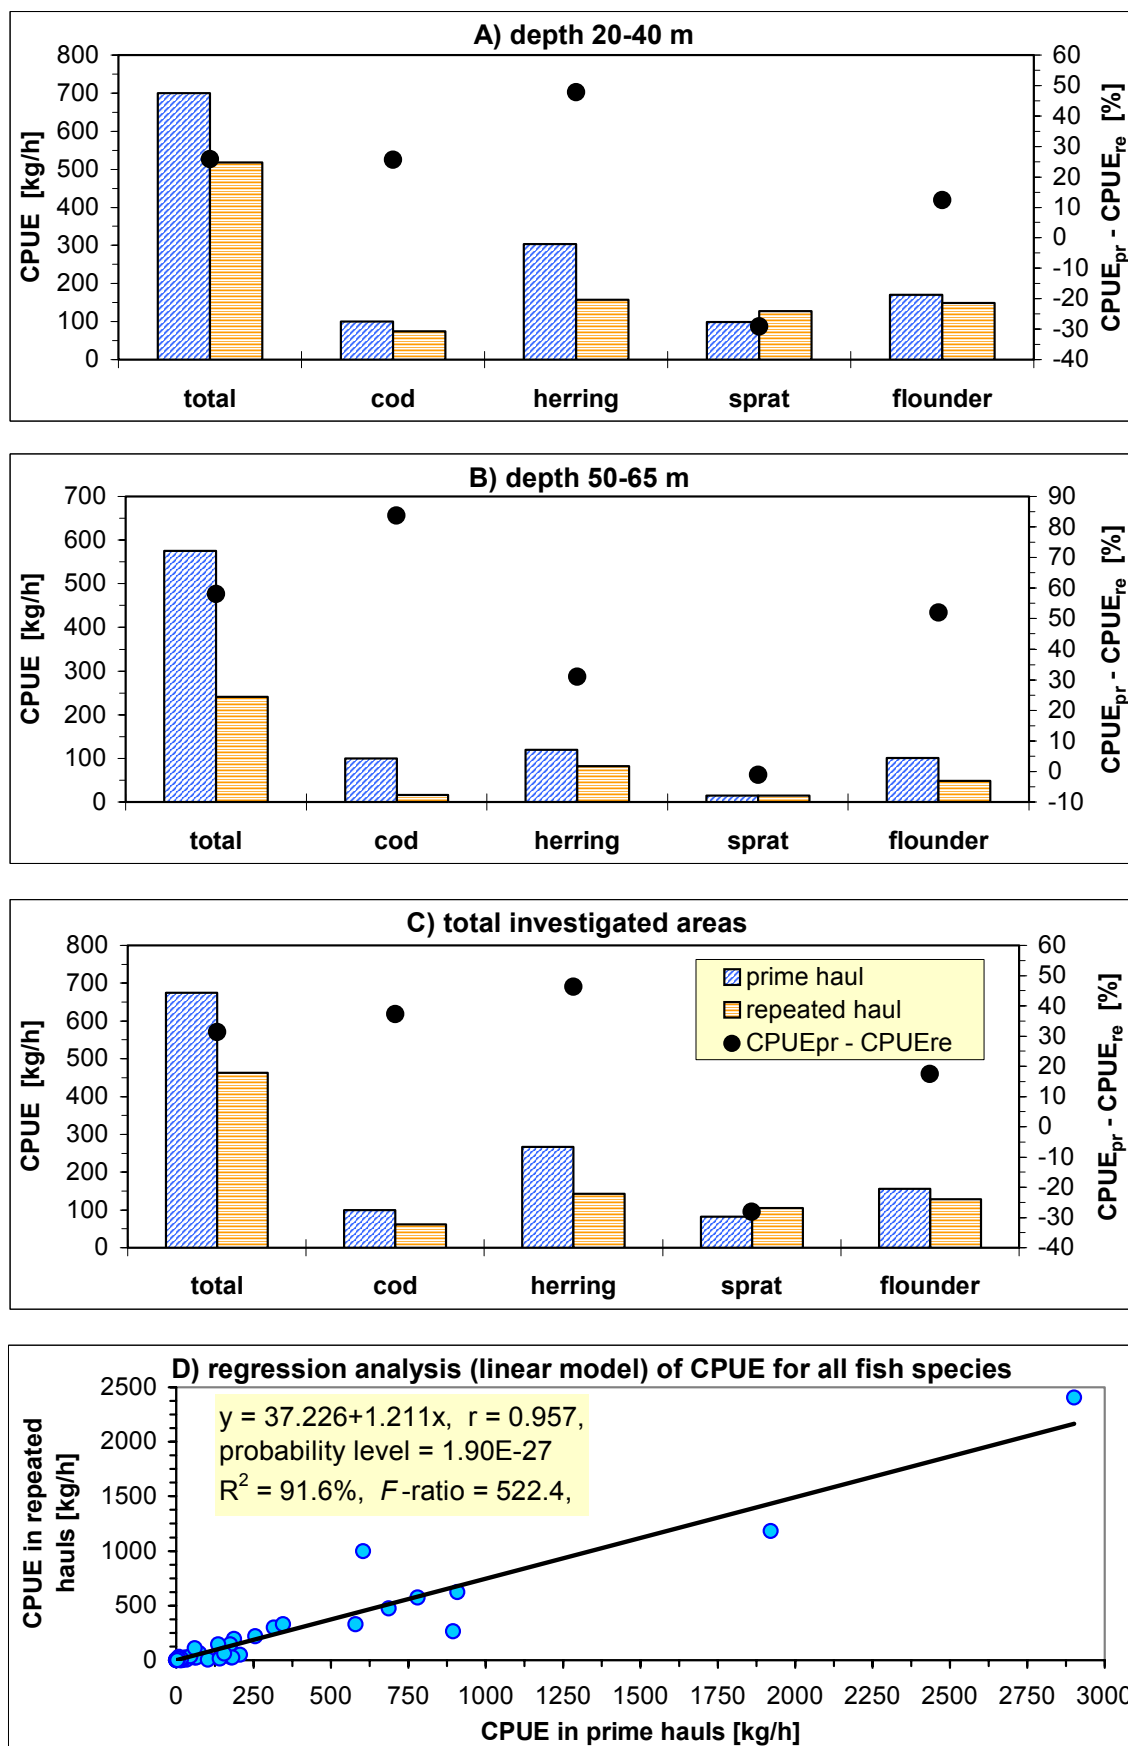 A) depth 20-40 m
CPUE [kg/h]
800
700
600
500
400
300
200
100
0
60
50
40
30
20
10
0
-10
-20
-30
-40
CPUEpr - CPUEre [%]
total cod herring sprat flounder
B) depth 50-65 m
CPUE [kg/h]
700
600
500
400
300
200
100
0
90
80
70
60
50
40
30
20
10
0
-10
CPUEpr - CPUEre [%]
total cod herring sprat flounder
C) total investigated areas
CPUE [kg/h]
800
700
600
500
400
300
200
100
0
prime haul
repeated haul
CPUEpr - CPUEre
60
50
40
30
20
10
0
-10
-20
-30
-40
CPUEpr - CPUEre [%]
total cod herring sprat flounder
D) regression analysis (linear model) of CPUE for all fish species
CPUE in repeated
hauls [kg/h]
2500
2000
1500
1000
500
0
y = 37.226+1.211x, r = 0.957,
probability level = 1.90E-27
R2 = 91.6%, F-ratio = 522.4,
0 250 500 750 1000 1250 1500 1750 2000 2250 2500 2750 3000
CPUE in prime hauls [kg/h]